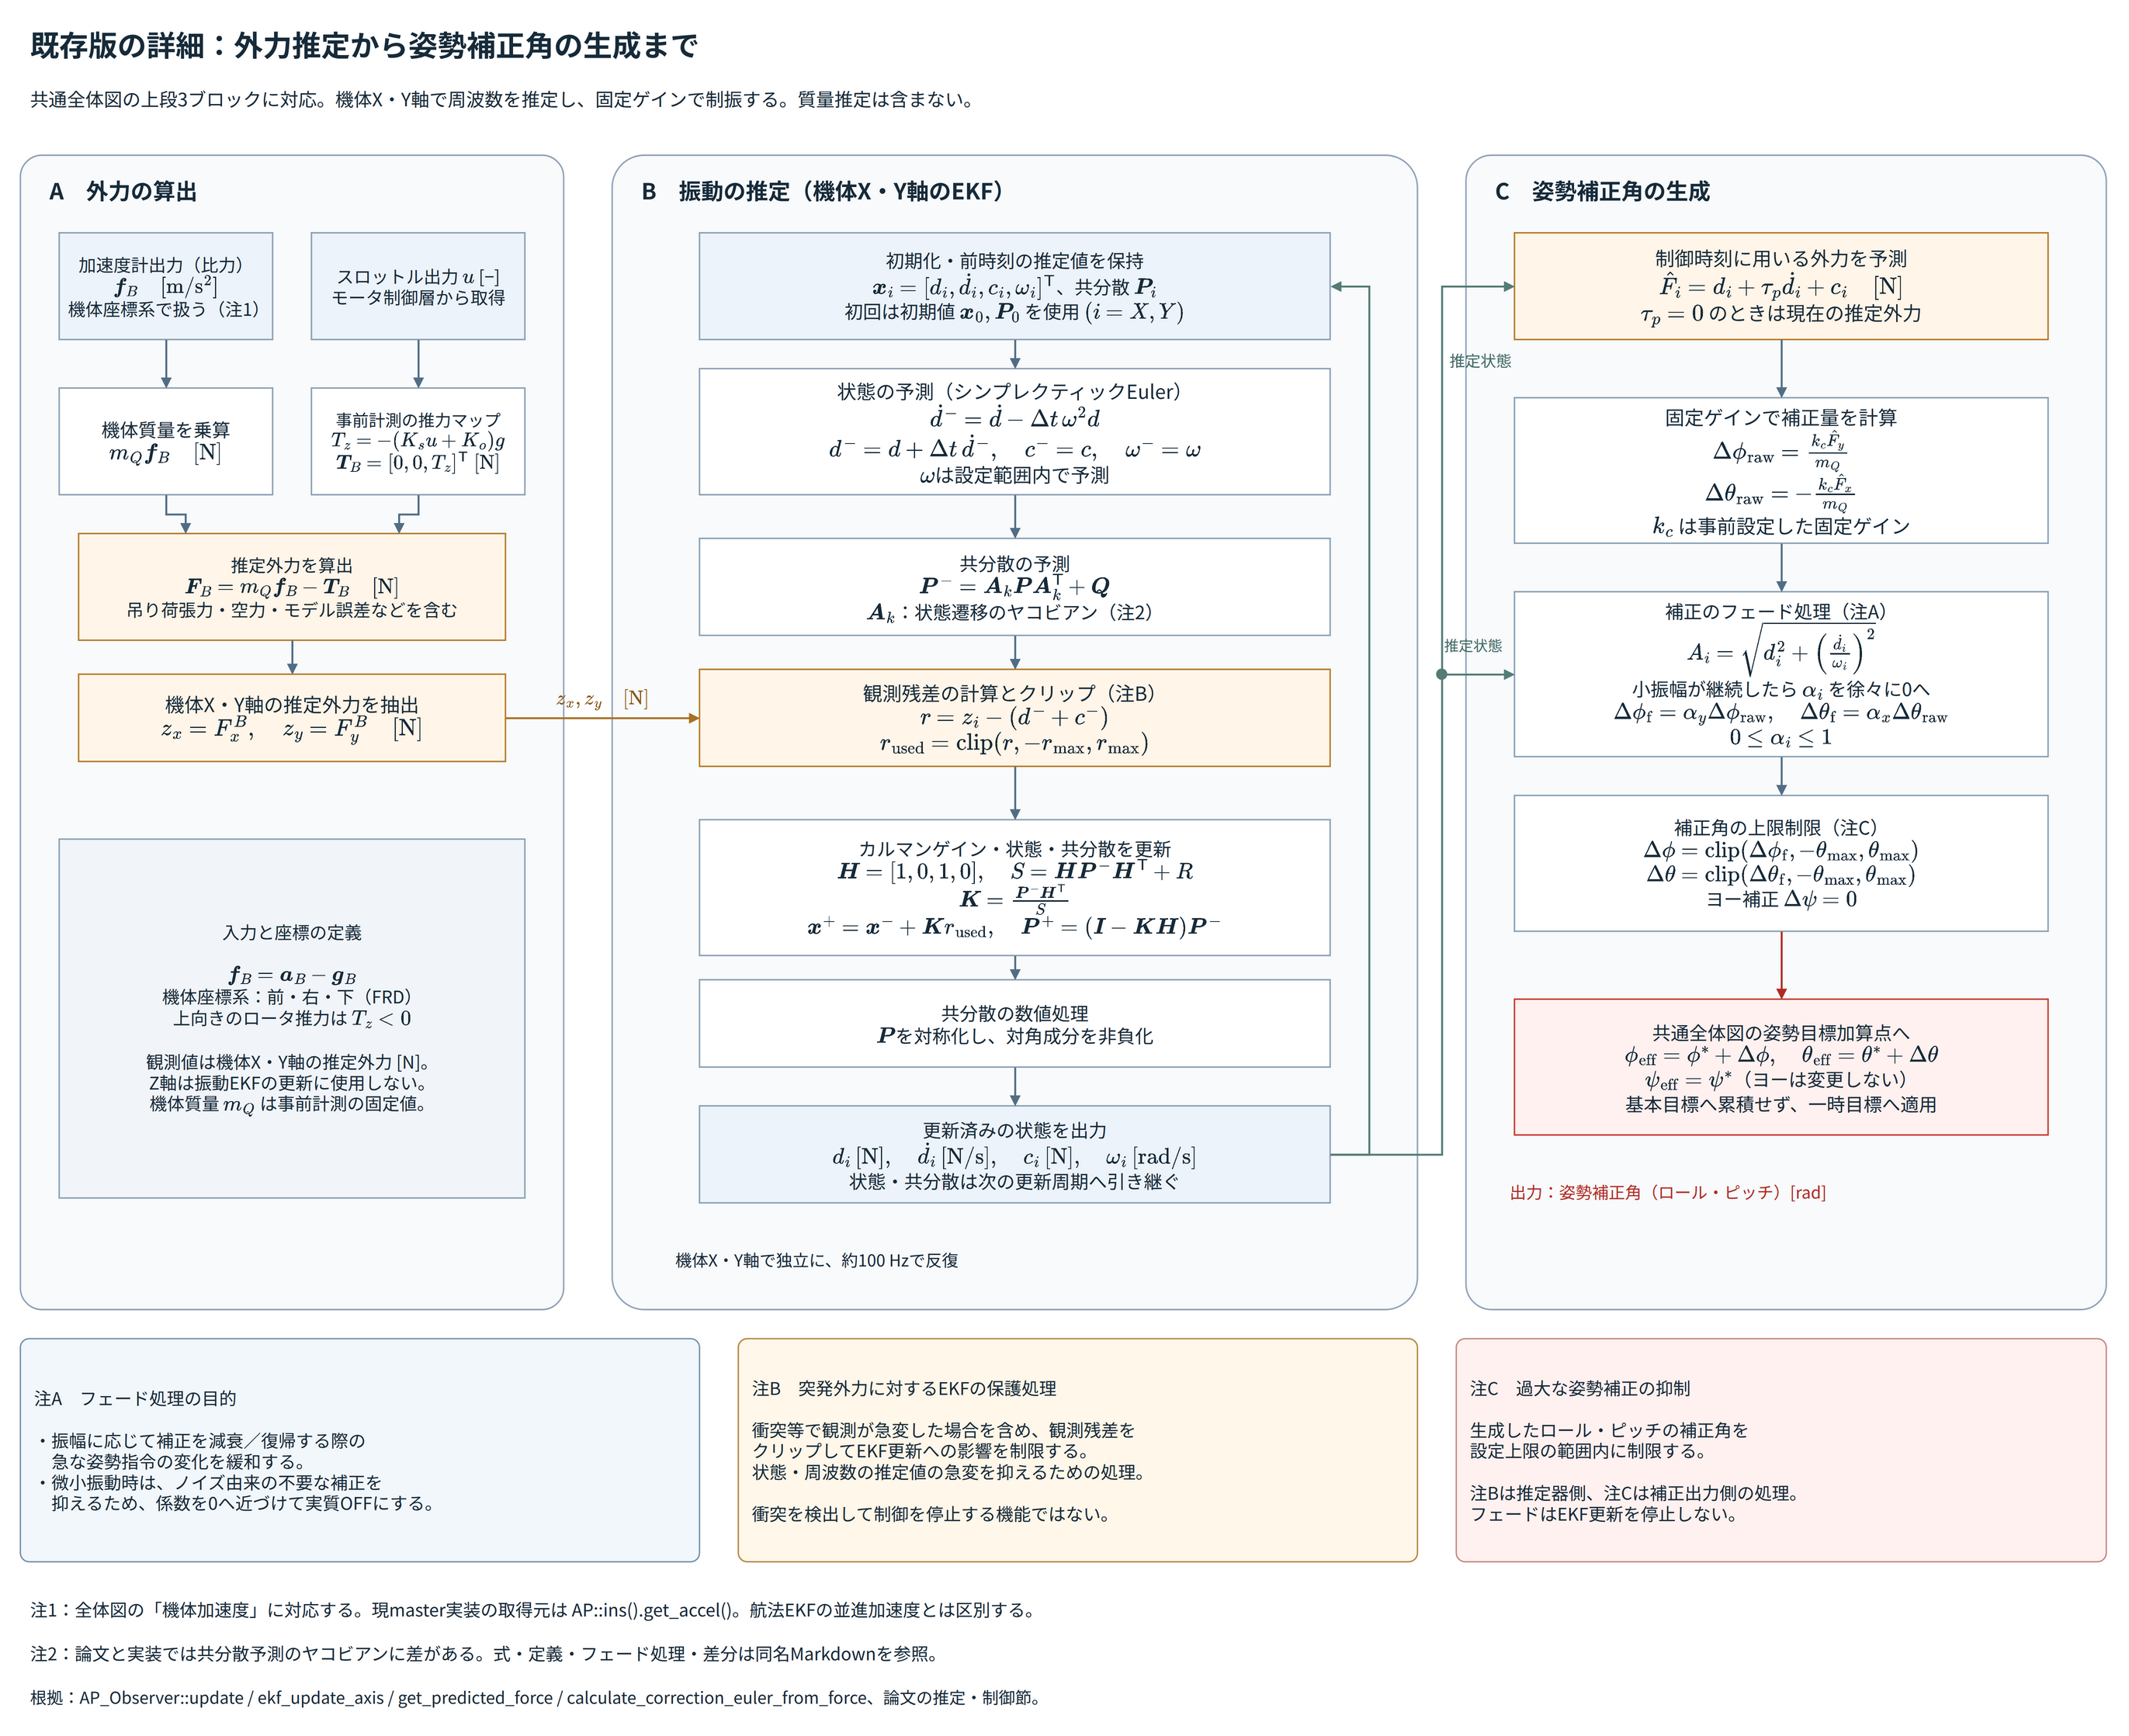 既存版の詳細：外力推定から姿勢補正角の生成まで
共通全体図の上段3ブロックに対応。機体X・Y軸で周波数を推定し、固定ゲインで制振する。質量推定は含まない。
A　外力の算出
加速度計出力（比力）
f_B　[m/s²]
機体座標系で扱う（注1）
スロットル出力 u [−]
モータ制御層から取得
機体質量を乗算
m_Q f_B　[N]
事前計測の推力マップ
T_z = −(K_s u + K_o)g
T_B = [0, 0, T_z]^⊤ [N]
推定外力を算出
F_B = m_Q f_B − T_B　[N]
吊り荷張力・空力・モデル誤差などを含む
機体X・Y軸の推定外力を抽出
z_x = F_x^B,　z_y = F_y^B　[N]
z_x, z_y　[N]
入力と座標の定義
f_B = a_B − g_B
機体座標系：前・右・下（FRD）
上向きのロータ推力は T_z < 0
観測値は機体X・Y軸の推定外力 [N]。
Z軸は振動EKFの更新に使用しない。
機体質量 m_Q は事前計測の固定値。
B　振動の推定（機体X・Y軸のEKF）
初期化・前時刻の推定値を保持
x_i = [d_i, ḋ_i, c_i, ω_i]^⊤、共分散 P_i
初回は初期値 x_0, P_0 を使用 (i = X, Y)
状態の予測（シンプレクティックEuler）
ḋ^− = ḋ − Δt ω² d
d^− = d + Δt ḋ^−,　c^− = c,　ω^− = ω
ωは設定範囲内で予測
共分散の予測
P^− = A_k P A_k^⊤ + Q
A_k：状態遷移のヤコビアン（注2）
観測残差の計算とクリップ（注B）
r = z_i − (d^− + c^−)
r_used = clip(r, −r_max, r_max)
カルマンゲイン・状態・共分散を更新
H = [1, 0, 1, 0],　S = HP^−H^⊤ + R
K = P^−H^⊤ / S
x^+ = x^− + K r_used,　P^+ = (I − KH)P^−
共分散の数値処理
Pを対称化し、対角成分を非負化
更新済みの状態を出力
d_i [N],　ḋ_i [N/s],　c_i [N],　ω_i [rad/s]
状態・共分散は次の更新周期へ引き継ぐ
機体X・Y軸で独立に、約100 Hzで反復
推定状態
推定状態
C　姿勢補正角の生成
制御時刻に用いる外力を予測
F̂_i = d_i + τ_p ḋ_i + c_i　[N]
τ_p = 0 のときは現在の推定外力
固定ゲインで補正量を計算
Δϕ_raw = k_c F̂_y / m_Q
Δθ_raw = − k_c F̂_x / m_Q
k_c は事前設定した固定ゲイン
補正のフェード処理（注A）
A_i = √(d_i² + (ḋ_i / ω_i)²)
小振幅が継続したら α_i を徐々に0へ
Δϕ_f = α_y Δϕ_raw,　Δθ_f = α_x Δθ_raw
0 ≤ α_i ≤ 1
補正角の上限制限（注C）
Δϕ = clip(Δϕ_f, −θ_max, θ_max)
Δθ = clip(Δθ_f, −θ_max, θ_max)
ヨー補正 Δψ = 0
共通全体図の姿勢目標加算点へ
ϕ_eff = ϕ* + Δϕ,　θ_eff = θ* + Δθ
ψ_eff = ψ*（ヨーは変更しない）
基本目標へ累積せず、一時目標へ適用
出力：姿勢補正角（ロール・ピッチ）[rad]
注A　フェード処理の目的
・振幅に応じて補正を減衰／復帰する際の
急な姿勢指令の変化を緩和する。
・微小振動時は、ノイズ由来の不要な補正を
抑えるため、係数を0へ近づけて実質OFFにする。
注B　突発外力に対するEKFの保護処理
衝突等で観測が急変した場合を含め、観測残差を
クリップしてEKF更新への影響を制限する。
状態・周波数の推定値の急変を抑えるための処理。
衝突を検出して制御を停止する機能ではない。
注C　過大な姿勢補正の抑制
生成したロール・ピッチの補正角を
設定上限の範囲内に制限する。
注Bは推定器側、注Cは補正出力側の処理。
フェードはEKF更新を停止しない。
注1：全体図の「機体加速度」に対応する。現master実装の取得元は AP::ins().get_accel()。航法EKFの並進加速度とは区別する。
注2：論文と実装では共分散予測のヤコビアンに差がある。式・定義・フェード処理・差分は同名Markdownを参照。
根拠：AP_Observer::update / ekf_update_axis / get_predicted_force / calculate_correction_euler_from_force、論文の推定・制御節。